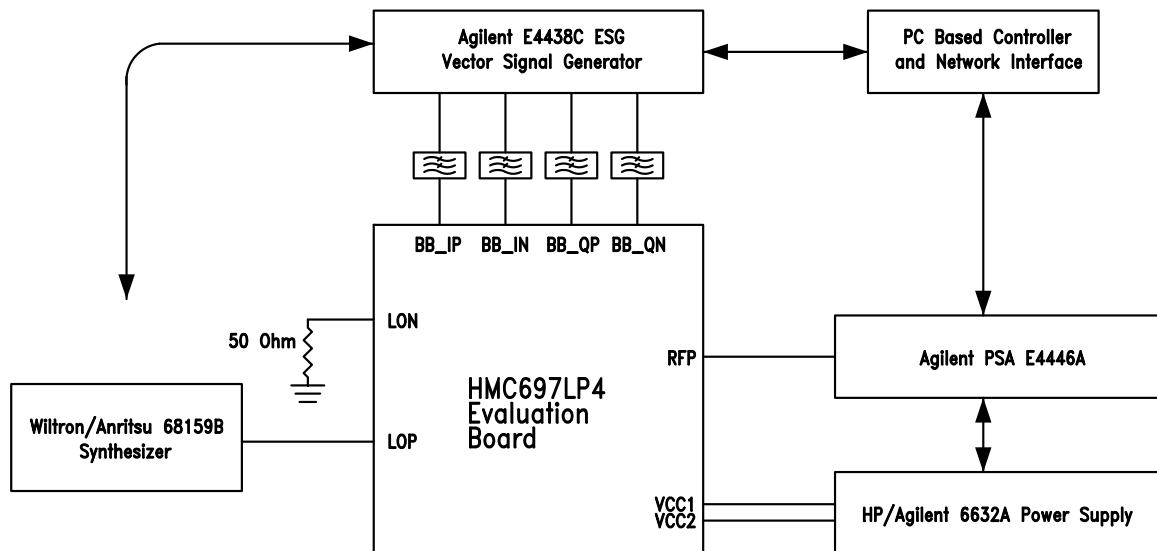 Agilent E4438C ESG
Vector Signal Generator
PC Based Controller
and Network Interface
BB_IP BB_IN BB_QP BB_QN
LON
50 Ohm
RFP
Agilent PSA E4446A
HMC697LP4
Evaluation
Board
Wiltron/Anritsu 68159B
Synthesizer
LOP
VCC1
VCC2
HP/Agilent 6632A Power Supply